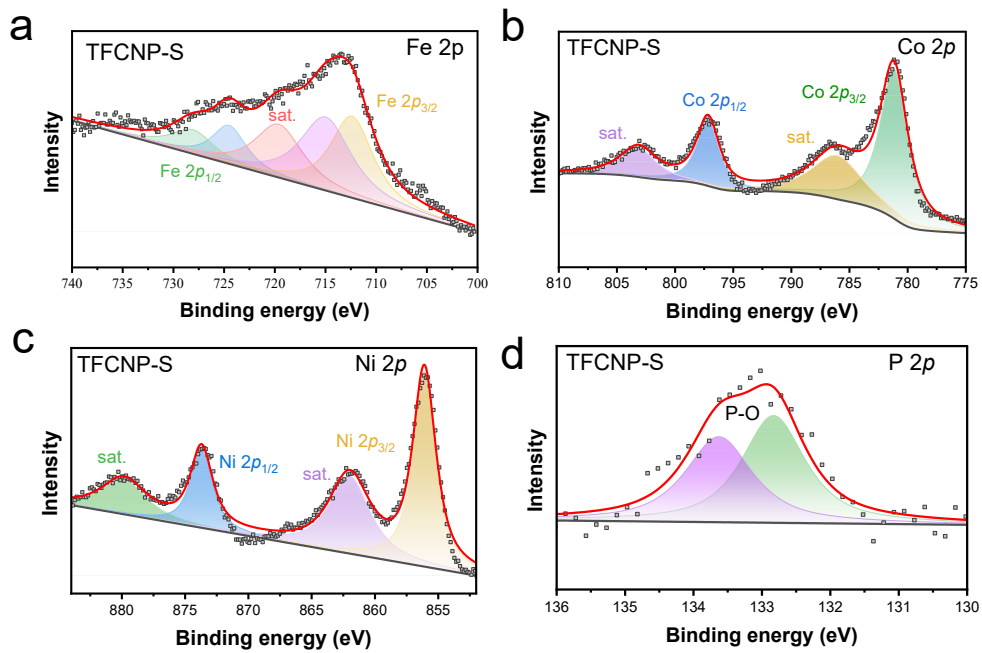 a
TFCNP-S
Fe 2p
Fe 2p3/2
sat.
Fe 2p1/2
Intensity
740 735 730 725 720 715 710 705 700
Binding energy (eV)
b
TFCNP-S
Co 2p
Co 2p3/2
Co 2p1/2
sat.
sat.
Intensity
810 805 800 795 790 785 780 775
Binding energy (eV)
c
TFCNP-S
Ni 2p
Ni 2p3/2
sat.
Ni 2p1/2
sat.
Intensity
880 875 870 865 860 855
Binding energy (eV)
d
TFCNP-S
P 2p
P-O
Intensity
136 135 134 133 132 131 130
Binding energy (eV)